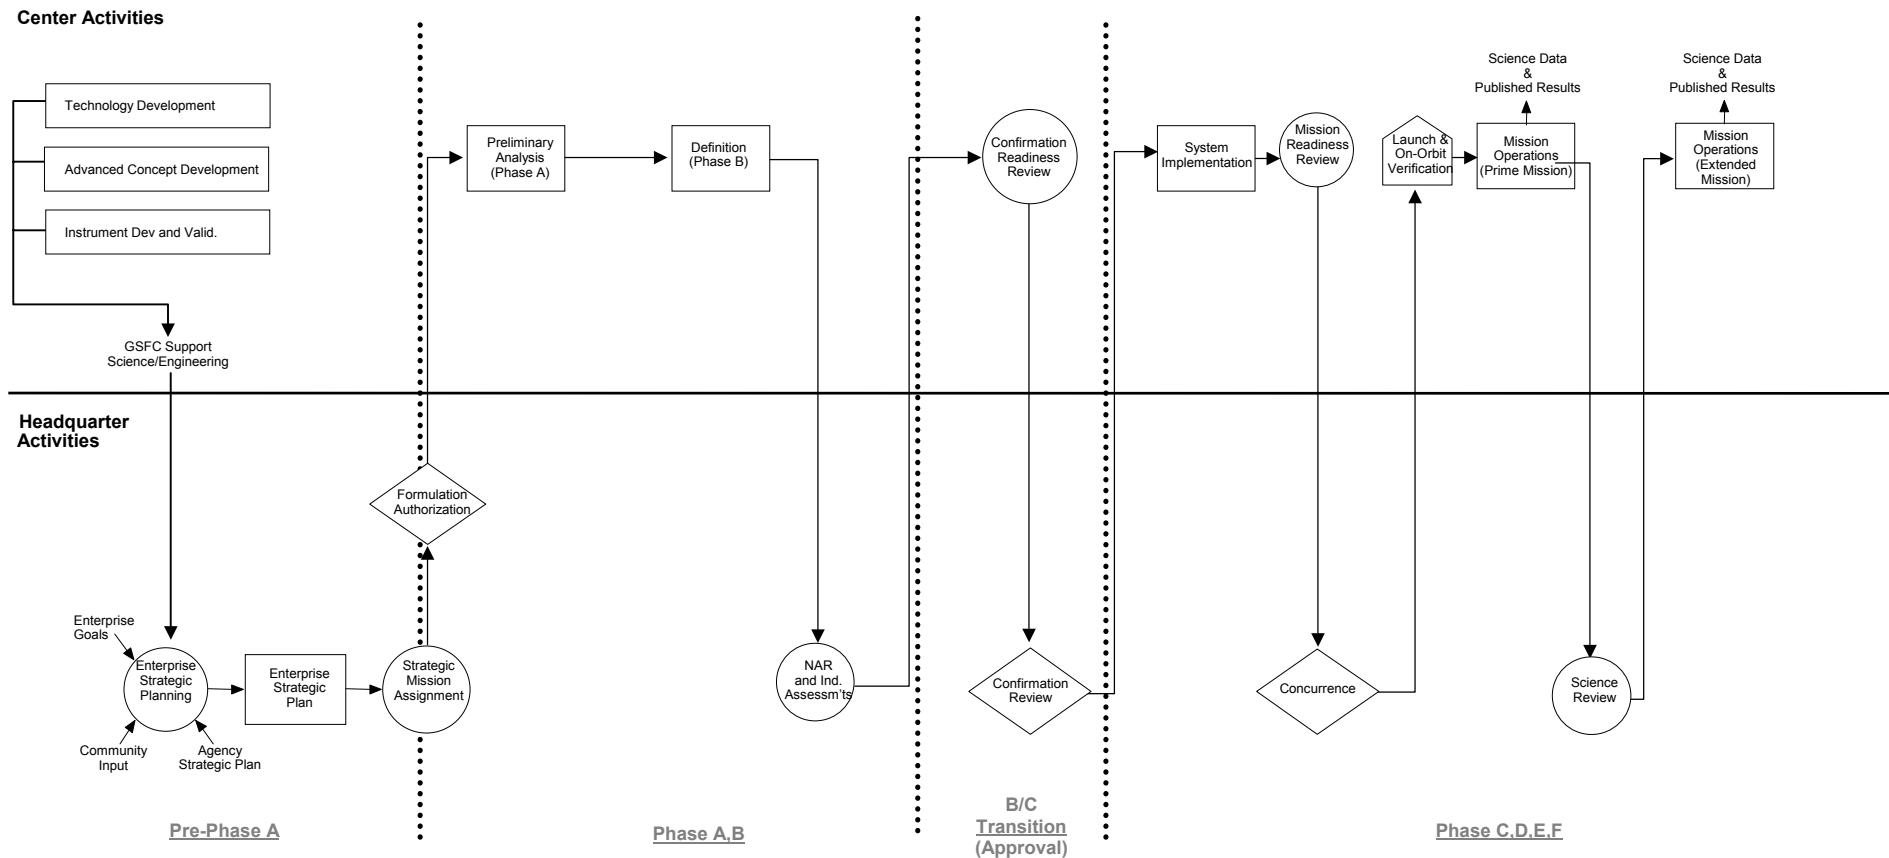 Center Activities
Technology Development
Advanced Concept Development
Instrument Dev and Valid.
GSFC Support
Science/Engineering
Preliminary
Analysis
(Phase A)
Definition
(Phase B)
Confirmation
Readiness
Review
System
Implementation
Mission
Readiness
Review
Launch &
On-Orbit
Verification
Science Data
&
Published Results
Mission
Operations
(Prime Mission)
Science Data
&
Published Results
Mission
Operations
(Extended
Mission)
Headquarter
Activities
Formulation
Authorization
Enterprise
Goals
Enterprise
Strategic
Planning
Community
Input
Agency
Strategic Plan
Enterprise
Strategic
Plan
Strategic
Mission
Assignment
NAR
and Ind.
Assessm'ts
Confirmation
Review
Concurrence
Science
Review
Pre-Phase A
Phase A,B
B/C
Transition
(Approval)
Phase C,D,E,F